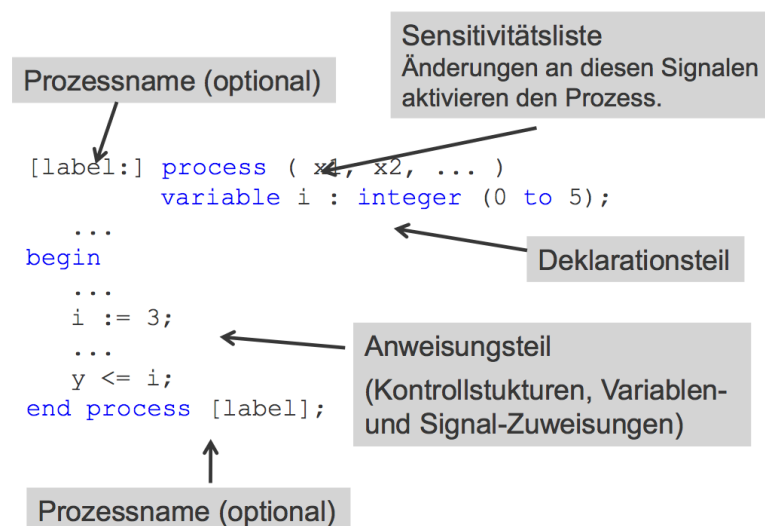 Sensitivitätsliste
Änderungen an diesen Signalen
aktivieren den Prozess.
Prozessname (optional)
[label:] process ( x1, x2, ... )
variable i : integer (0 to 5);
...
Deklarationsteil
begin
...
i := 3;
...
y <= i;
Anweisungsteil
(Kontrollstukturen, Variablen-
und Signal-Zuweisungen)
end process [label];
Prozessname (optional)